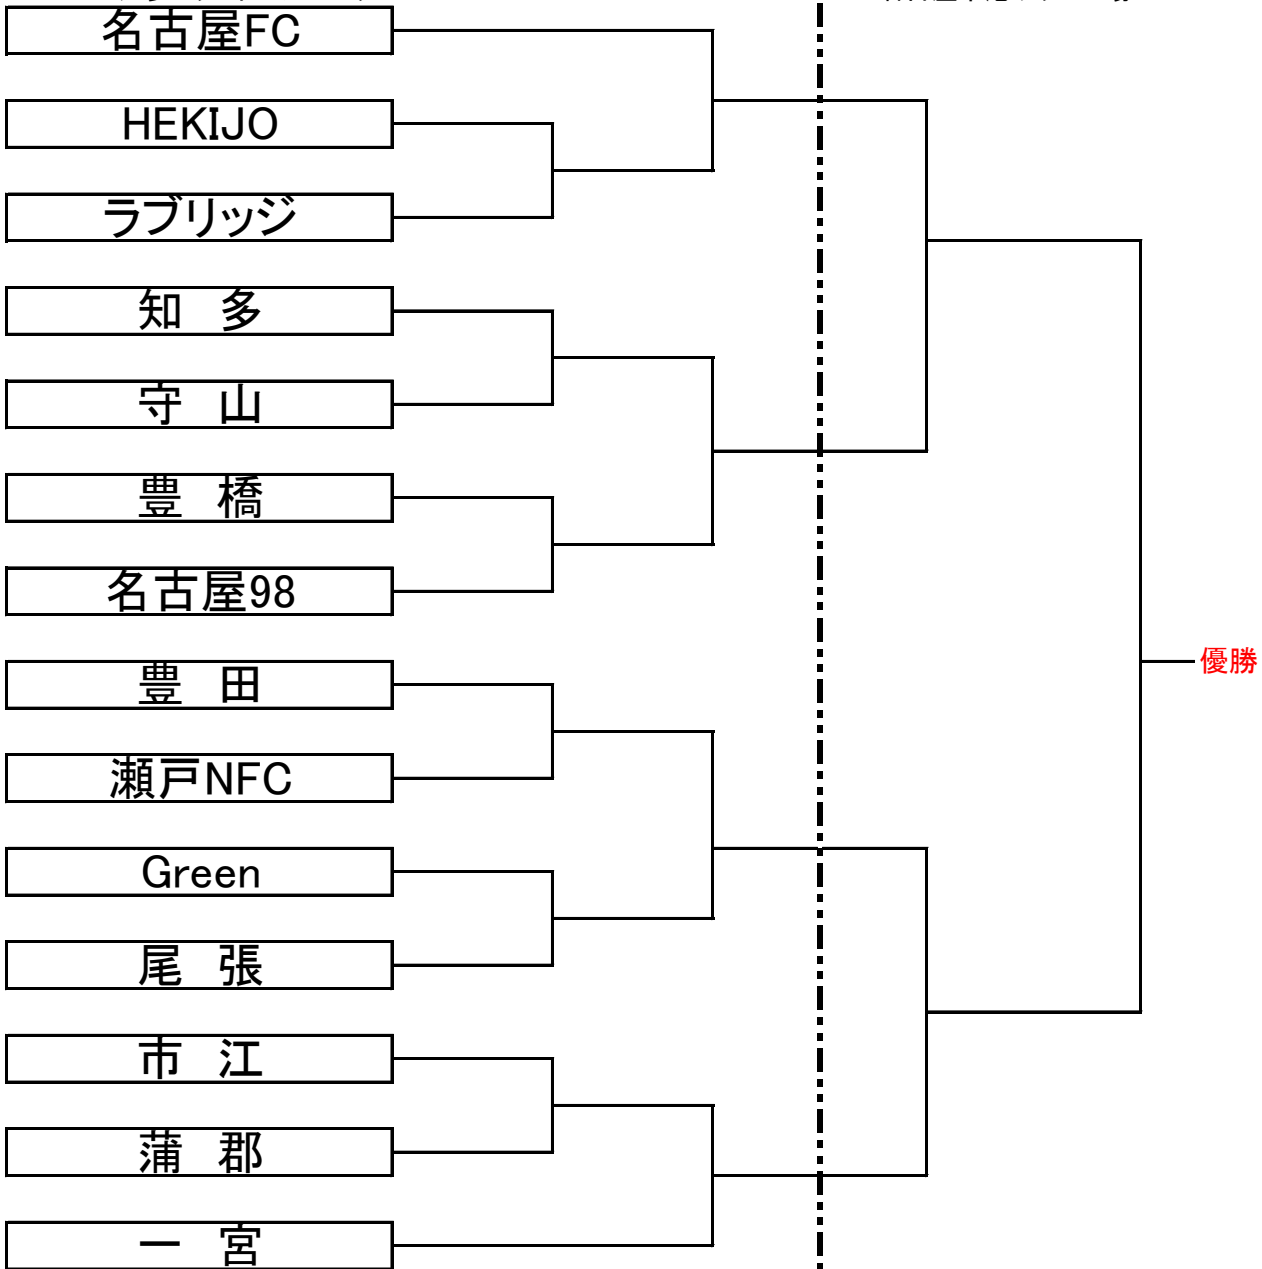 名古屋FC
HEKIJO
ラブリッジ
知 多
守 山
豊 橋
名古屋98
豊 田
瀬戸NFC
Green
尾 張
市 江
蒲 郡
一 宮
優勝